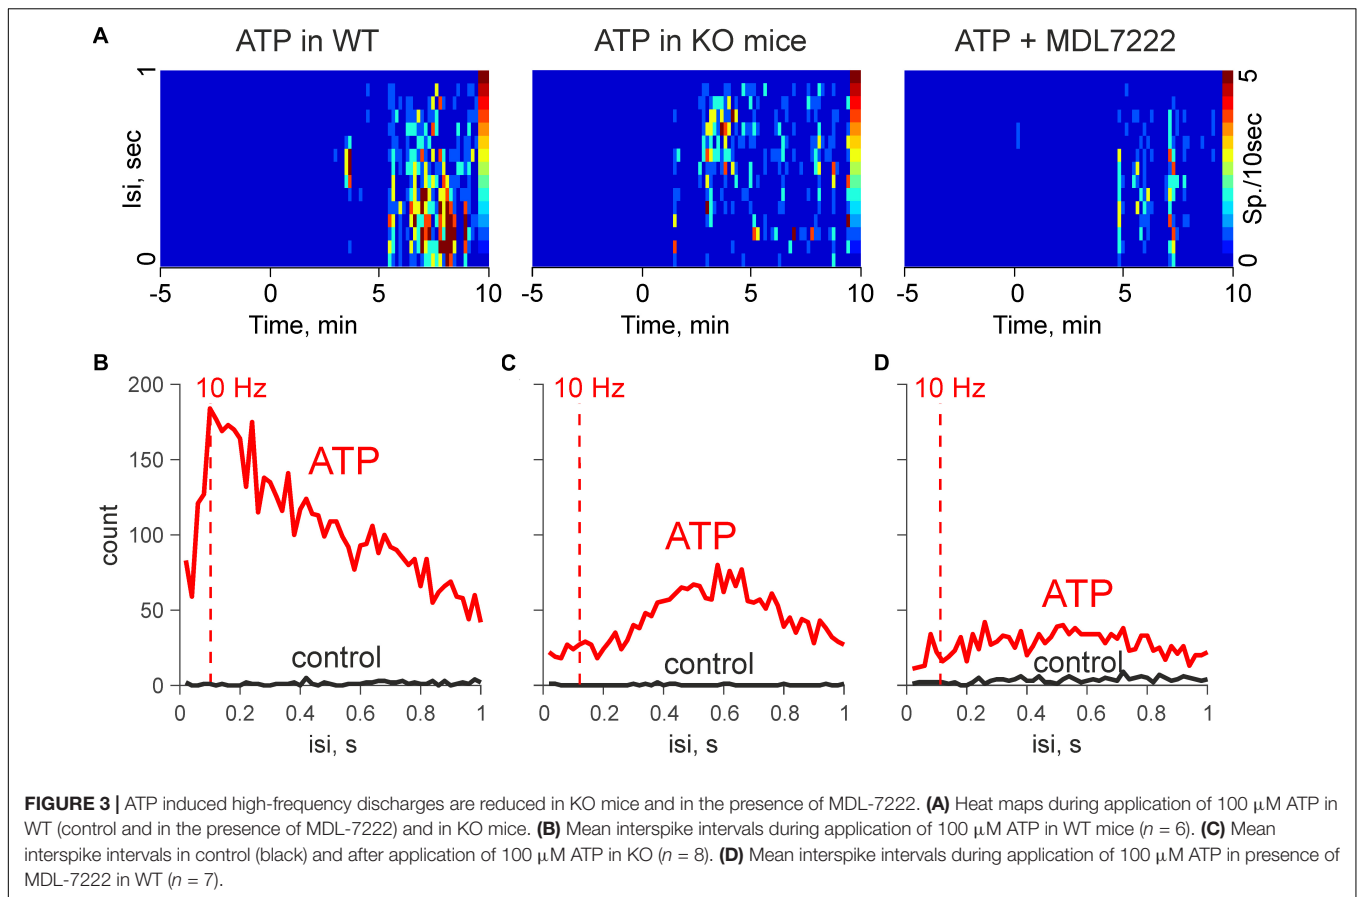 A
ATP in WT
ATP in KO mice
ATP + MDL7222
Isi, sec
1
0
5
0
Sp./10sec
-5 0 5 10
-5 0 5 10
-5 0 5 10
Time, min
Time, min
Time, min
B
C
D
200
150
100
50
0
count
10 Hz
10 Hz
10 Hz
ATP
ATP
ATP
control
control
control
0 0.2 0.4 0.6 0.8 1
0 0.2 0.4 0.6 0.8 1
0 0.2 0.4 0.6 0.8 1
isi, s
isi, s
isi, s
FIGURE 3 | ATP induced high-frequency discharges are reduced in KO mice and in the presence of MDL-7222. (A) Heat maps during application of 100 μM ATP in
WT (control and in the presence of MDL-7222) and in KO mice. (B) Mean interspike intervals during application of 100 μM ATP in WT mice (n = 6). (C) Mean
interspike intervals in control (black) and after application of 100 μM ATP in KO (n = 8). (D) Mean interspike intervals during application of 100 μM ATP in presence of
MDL-7222 in WT (n = 7).